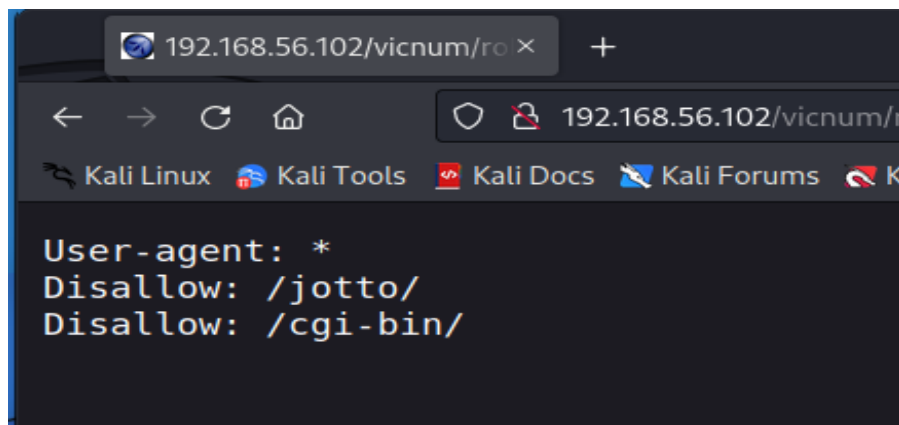 192.168.56.102/vicnum/ro
192.168.56.102/vicnum/
Kali Linux Kali Tools Kali Docs Kali Forums K
User-agent: *
Disallow: /jotto/
Disallow: /cgi-bin/